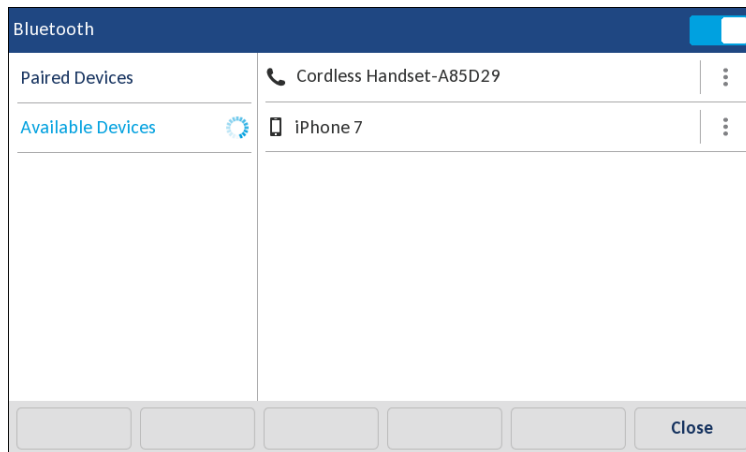 Bluetooth
Paired Devices
Available Devices
Cordless Handset-A85D29
iPhone 7
Close